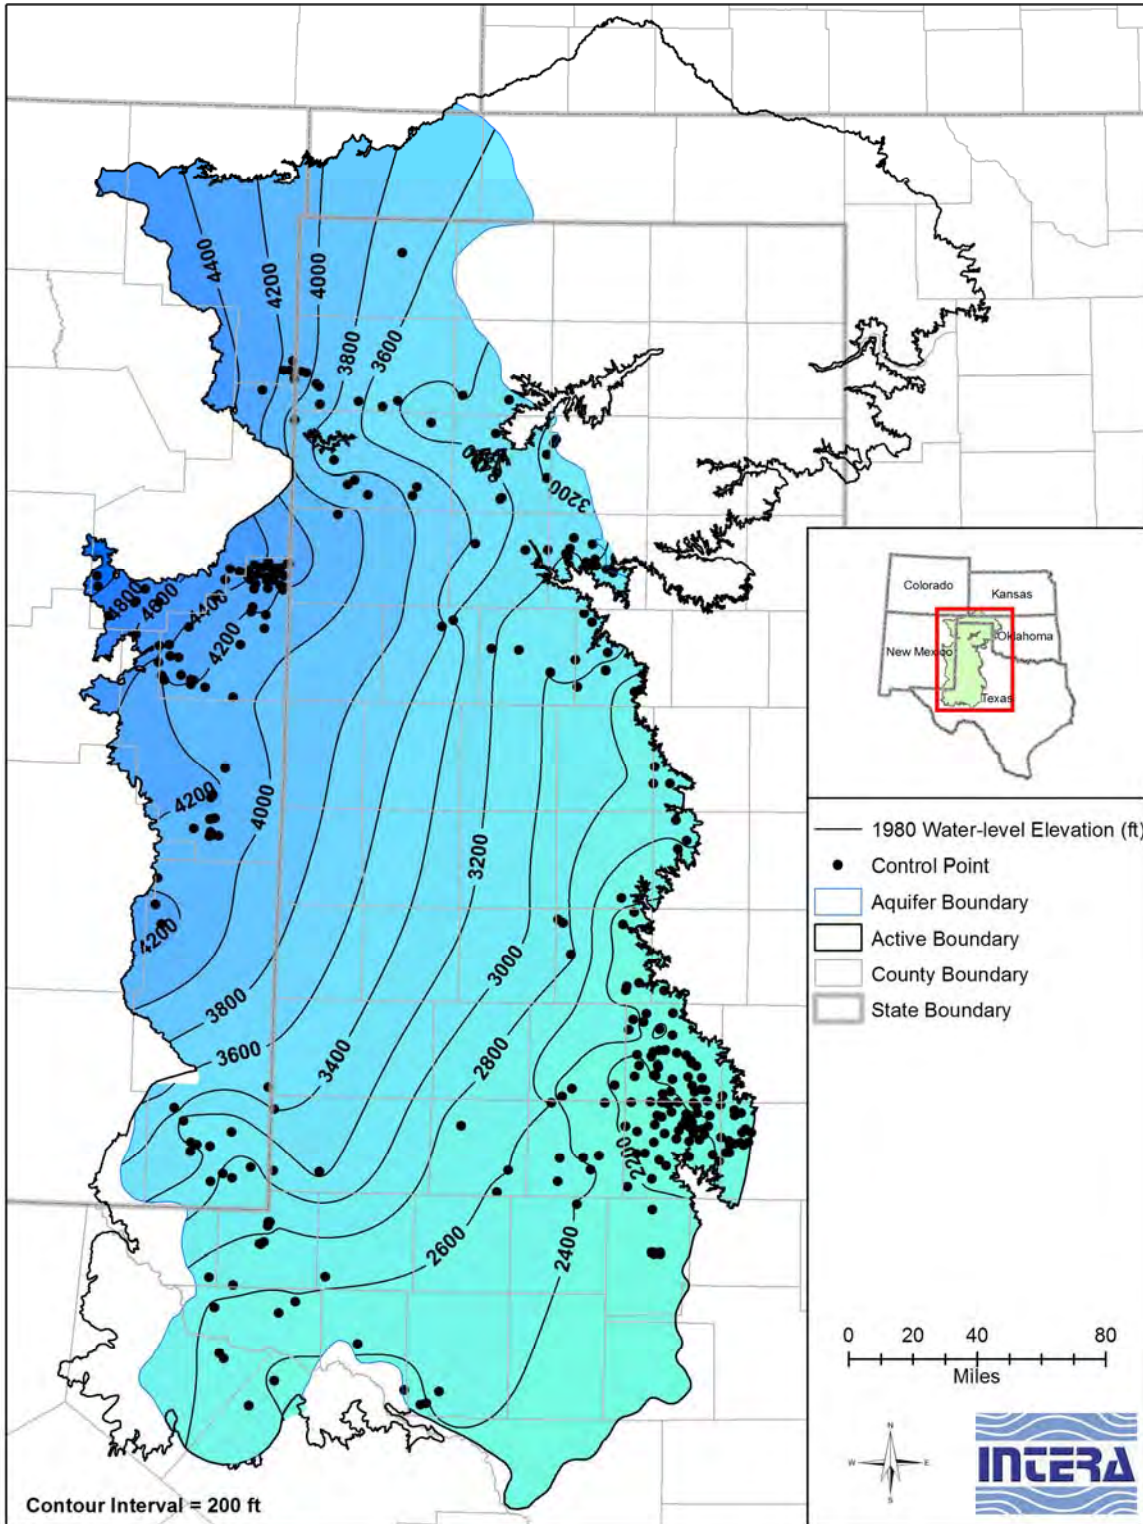 4400
4200
4000
3800
3600
3200
4800
4600
4400
4200
4200
4000
4200
3800
3600
3400
3200
3000
2800
2600
2400
2200
Colorado
Kansas
New Mexico
Oklahoma
Texas
1980 Water-level Elevation (ft)
Control Point
Aquifer Boundary
Active Boundary
County Boundary
State Boundary
0 20 40 80
Miles
N
W E
S
INTERA
Contour Interval = 200 ft